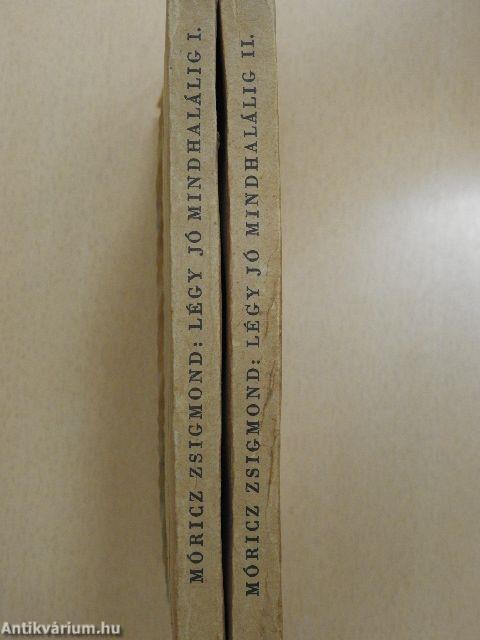 MÓRICZ ZSIGMOND: LÉGY JÓ MINDHALÁLIG I.
MÓRICZ ZSIGMOND: LÉGY JÓ MINDHALÁLIG II.
Antikvárium.hu